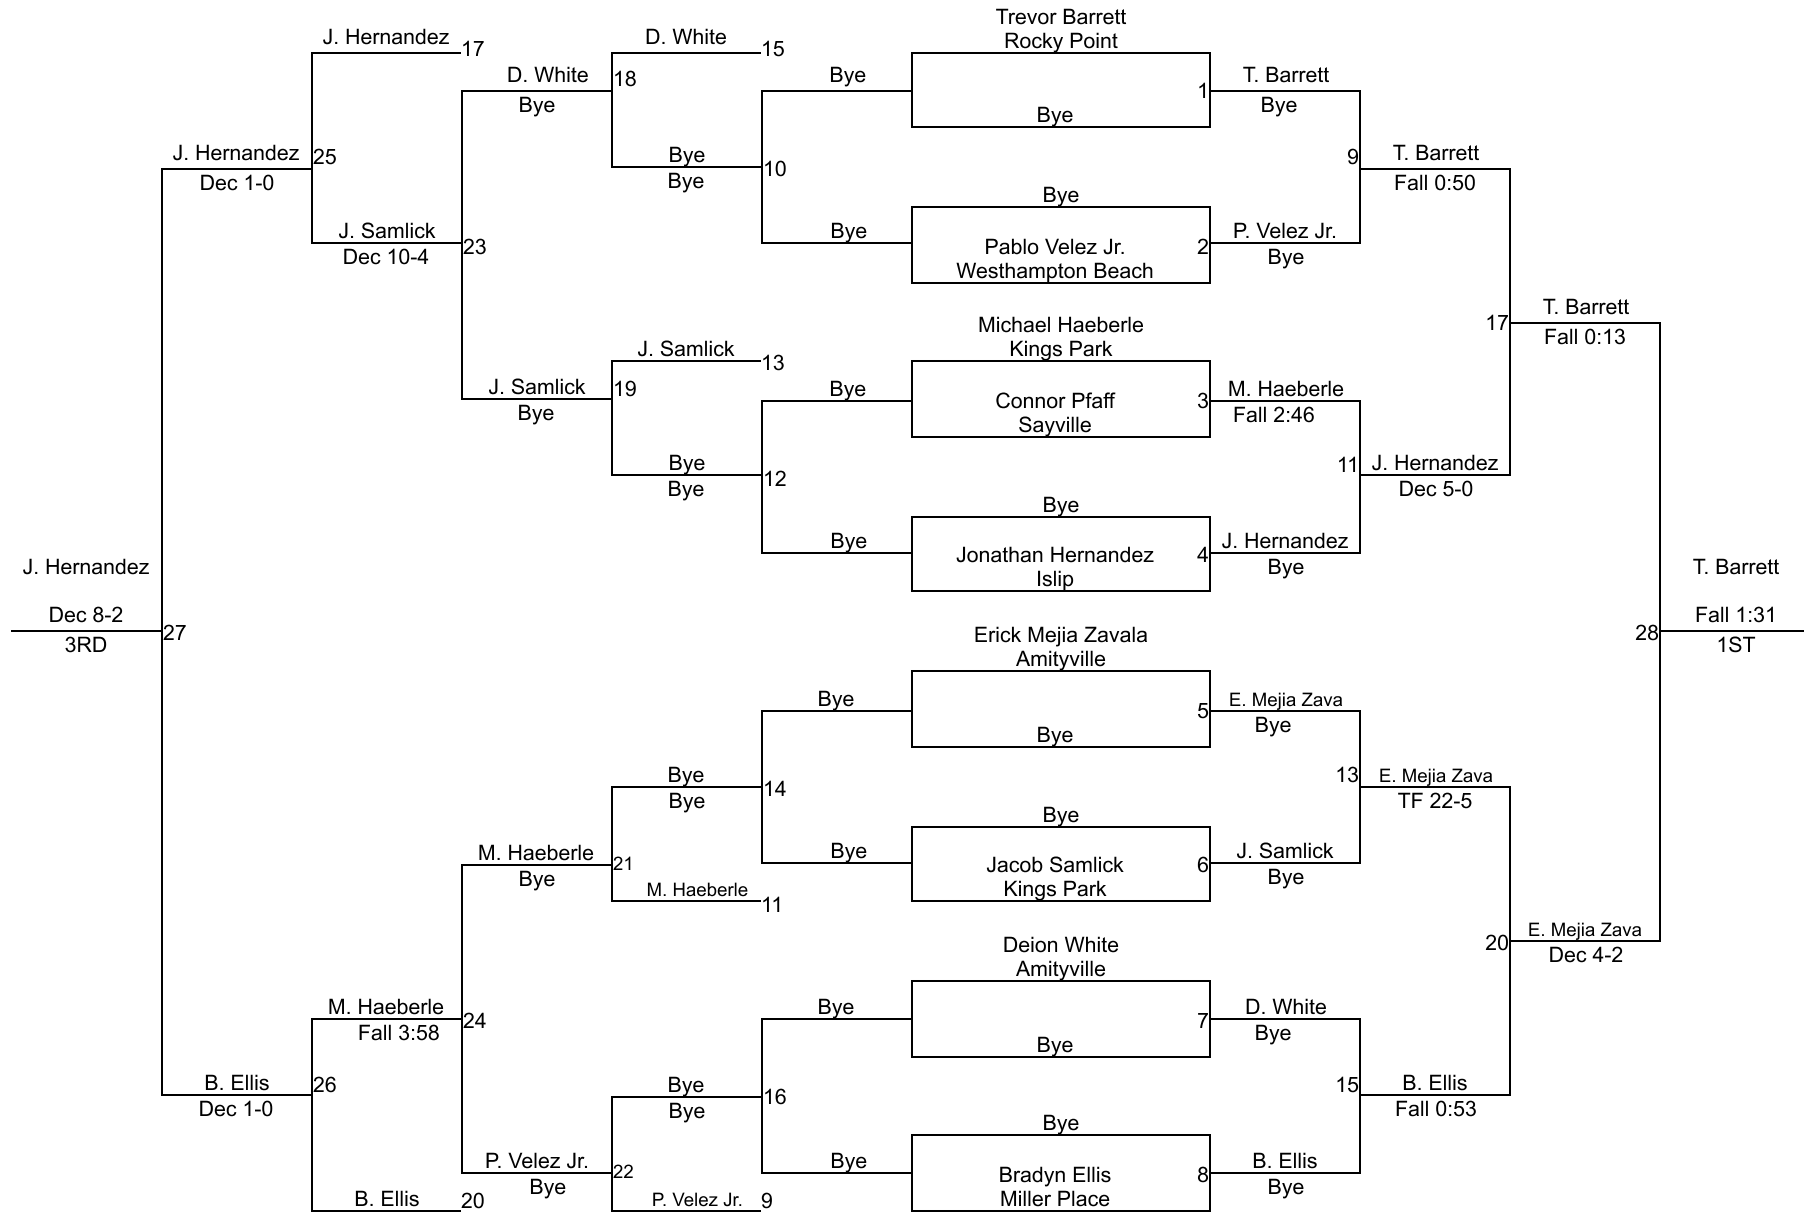 Trevor Barrett
J. Hernandez 17 D. White 15 Rocky Point
D. White 18 Bye T. Barrett
Bye 1 Bye
Bye
J. Hernandez 25 Bye 10 9 T. Barrett
Dec 1-0 Bye Fall 0:50
Bye
J. Samlick 23 Bye Pablo Velez Jr. 2 P. Velez Jr.
Dec 10-4 Westhampton Beach Bye
T. Barrett
17 Fall 0:13
Michael Haeberle
J. Samlick 13 Kings Park
J. Samlick 19 Bye Connor Pfaff 3 M. Haeberle
Bye Sayville Fall 2:46
Bye 12 11 J. Hernandez
Bye Dec 5-0
Bye
Bye Jonathan Hernandez 4 J. Hernandez
Islip Bye
J. Hernandez T. Barrett
Dec 8-2 27 28 Fall 1:31
3RD 1ST
Erick Mejia Zavala
Amityville
Bye 5 E. Mejia Zava
Bye Bye
Bye 14 13 E. Mejia Zava
Bye TF 22-5
Bye
M. Haeberle 21 Bye Jacob Samlick 6 J. Samlick
Bye M. Haeberle 11 Kings Park Bye
20 E. Mejia Zava
Dec 4-2
Deion White
Amityville
M. Haeberle 24 Bye 7 D. White
Fall 3:58 Bye Bye
B. Ellis 26 Bye 16 15 B. Ellis
Dec 1-0 Bye Fall 0:53
Bye
P. Velez Jr. 22 Bye Bradyn Ellis 8 B. Ellis
Bye Miller Place Bye
B. Ellis 20 P. Velez Jr. 9